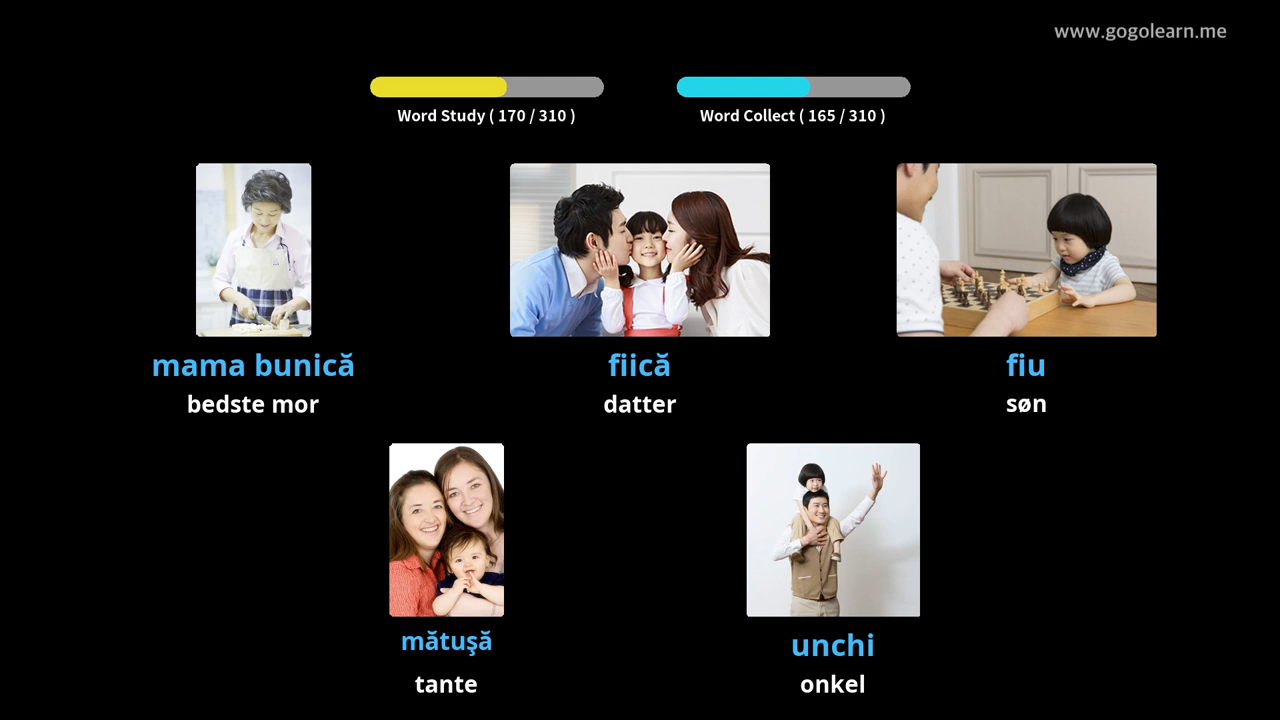 www.gogolearn.me
Word Study ( 170 / 310 )
Word Collect ( 165 / 310 )
mama bunică
bedste mor
fiică
datter
fiu
søn
mătuşă
tante
unchi
onkel